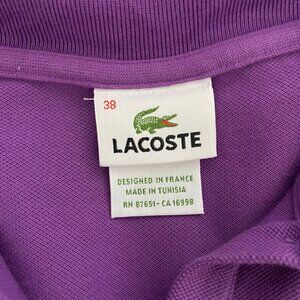 38
LACOSTE
DESIGNED IN FRANCE
MADE IN TUNISIA
RN 87651 - CA 16998